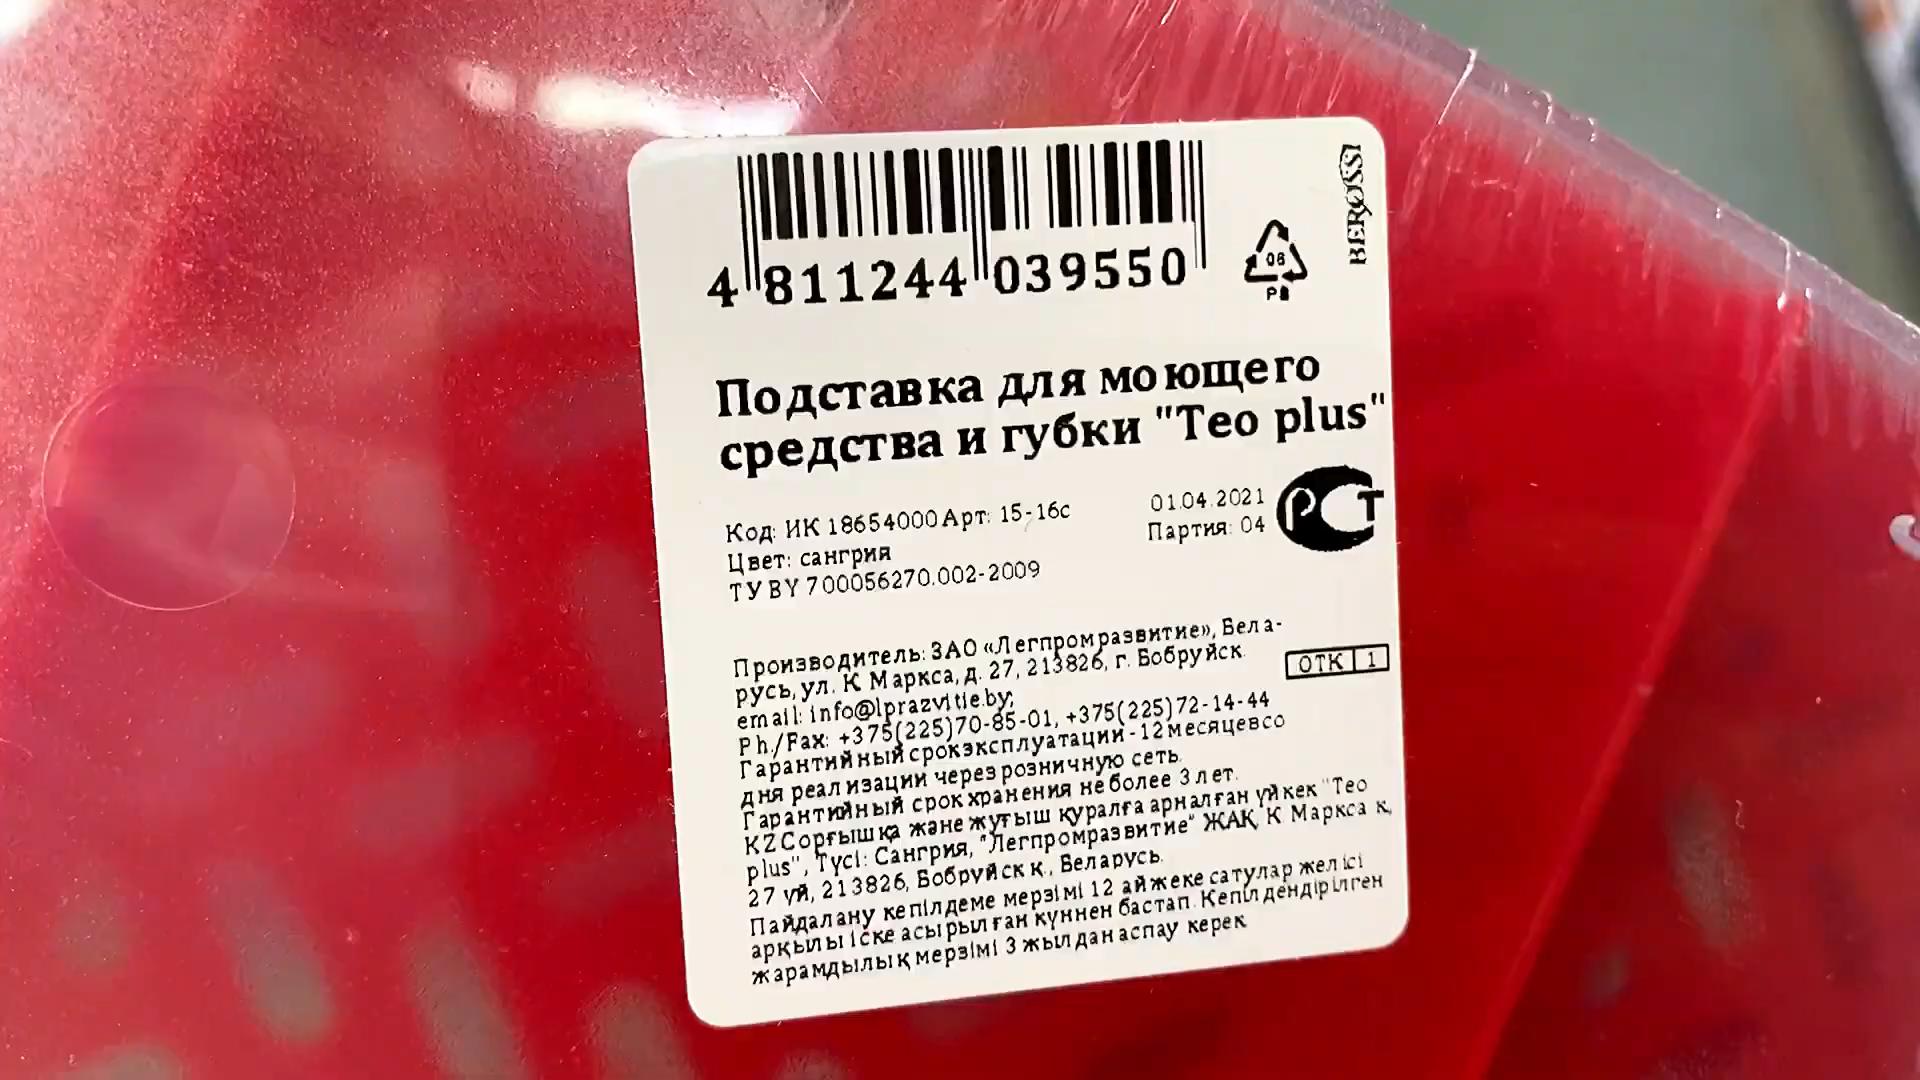 BEROSSI
4 811244 039550
06
Подставка для моющего
средства и губки "Teo plus"
Код: ИК 18654000 Арт: 15-16с
01.04.2021
Партия: 04
РСТ
Цвет: сангрия
ТУ BY 700056270.002-2009
Производитель: ЗАО «Легпромразвитие», Бела-
русь, ул. К Маркса, д. 27, 213826, г. Бобруйск
ОТК 1
email: info@lprazvitie.by;
Ph./Fax: +375(225)70-85-01, +375(225)72-14-44
Гарантийный срок эксплуатации - 12 месяцев со
дня реализации через розничную сеть.
Гарантийный срок хранения не более 3 лет.
KZ Сорғышқа және жуғыш құралға арналған үйкек "Teo
plus", Түсі: Сангрия, "Легпромразвитие" ЖАҚ, К Маркса к,
27 үй, 213826, Бобруйск к., Беларусь.
Пайдалану кепілдеме мерзімі 12 ай жеке сатулар желісі
арқылы іске асырылған күннен бастап. Кепілдендірілген
жарамдылық мерзімі 3 жылдан аспау керек